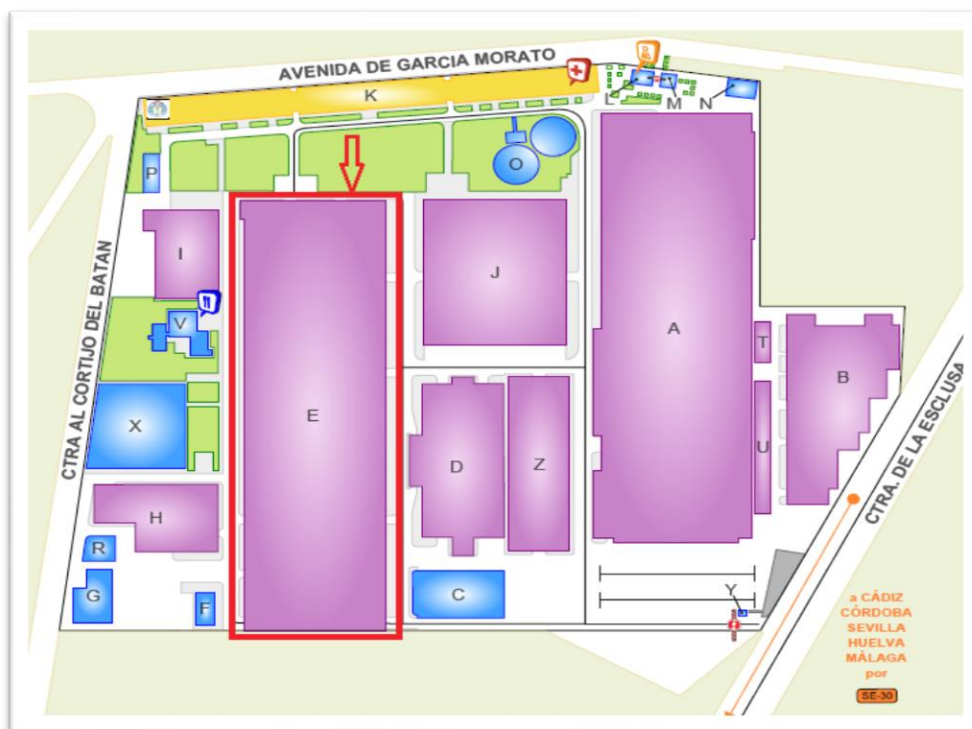 AVENIDA DE GARCIA MORATO
K
L
M
N
P
O
I
J
CTRA AL CORTIJO DEL BATAN
V
A
T
B
E
X
D
Z
U
CTRA. DE LA ESCLUSA
H
R
G
F
C
Y
a CÁDIZ
CÓRDOBA
SEVILLA
HUELVA
MÁLAGA
por
SE-30